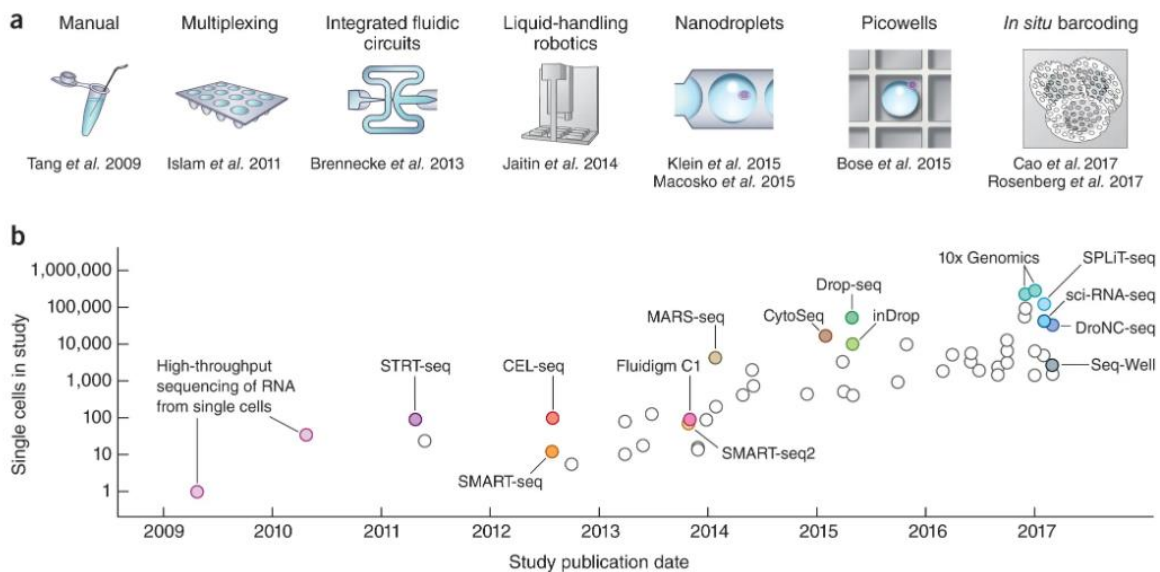 a
Manual
Multiplexing
Integrated fluidic
circuits
Liquid-handling
robotics
Nanodroplets
Picowells
In situ barcoding
Tang et al. 2009
Islam et al. 2011
Brennecke et al. 2013
Jaitin et al. 2014
Klein et al. 2015
Macosko et al. 2015
Bose et al. 2015
Cao et al. 2017
Rosenberg et al. 2017
b
Single cells in study
1,000,000
100,000
10,000
1,000
100
10
1
High-throughput
sequencing of RNA
from single cells
STRT-seq
CEL-seq
SMART-seq
MARS-seq
Fluidigm C1
SMART-seq2
CytoSeq
Drop-seq
inDrop
10x Genomics
SPLiT-seq
sci-RNA-seq
DroNC-seq
Seq-Well
2009
2010
2011
2012
2013
2014
2015
2016
2017
Study publication date